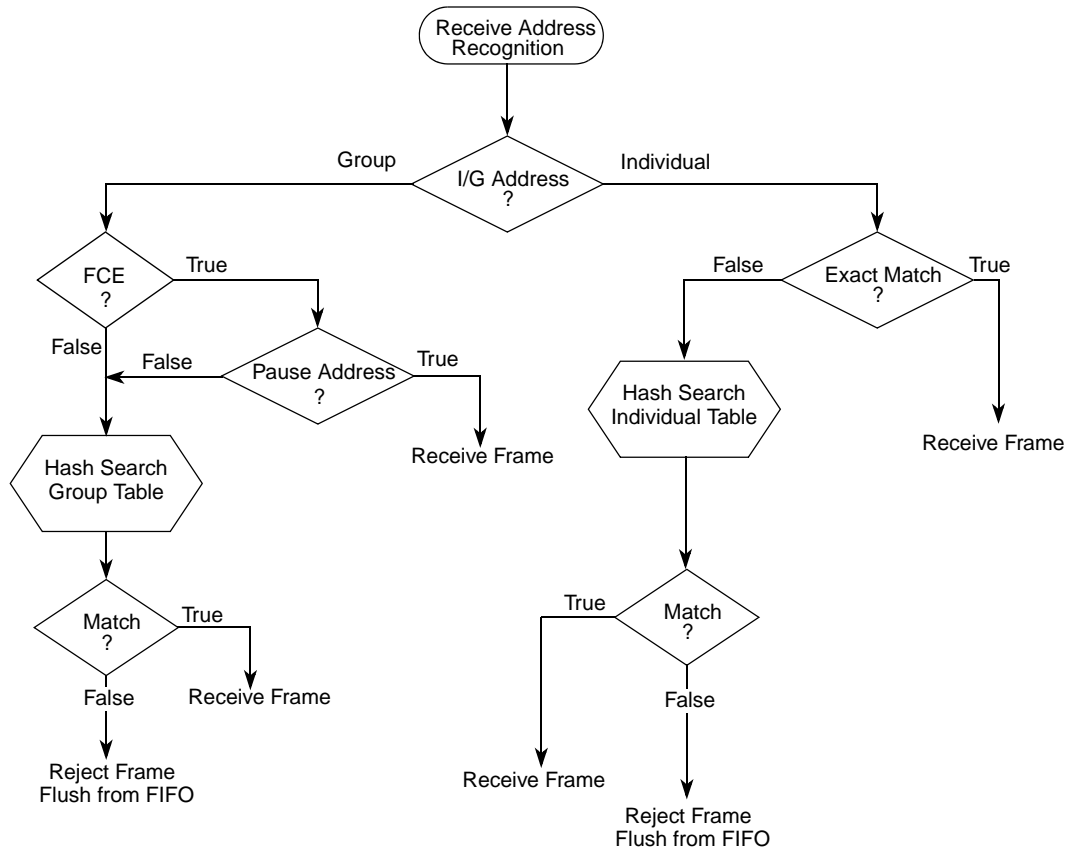 Receive Address
Recognition
Group
I/G Address
?
Individual
FCE
?
True
False
Exact Match
?
True
False
False
Pause Address
?
True
Hash Search
Individual Table
Receive Frame
Receive Frame
Hash Search
Group Table
True
Match
?
True
Match
?
False
Receive Frame
False
Reject Frame
Flush from FIFO
Receive Frame
Reject Frame
Flush from FIFO